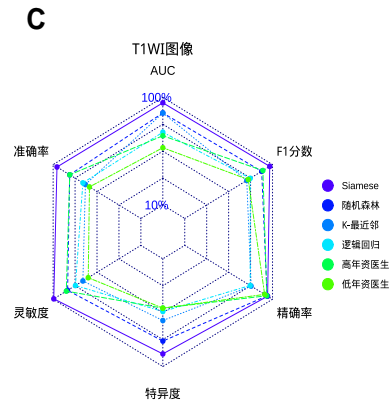 C
T1WI图像
AUC
100%
准确率
F1分数
10%
Siamese
随机森林
K-最近邻
逻辑回归
高年资医生
低年资医生
灵敏度
精确率
特异度